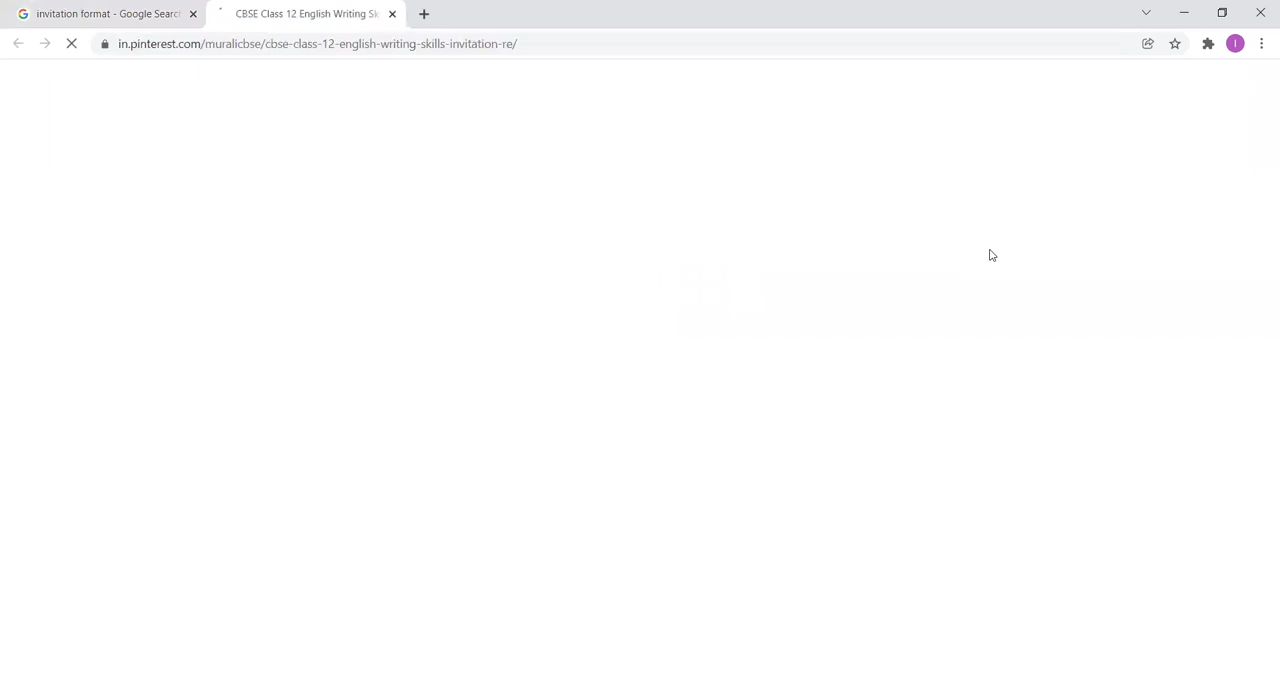 invitation format - Google Search
CBSE Class 12 English Writing Sk
in.pinterest.com/muralicbse/cbse-class-12-english-writing-skills-invitation-re/
I